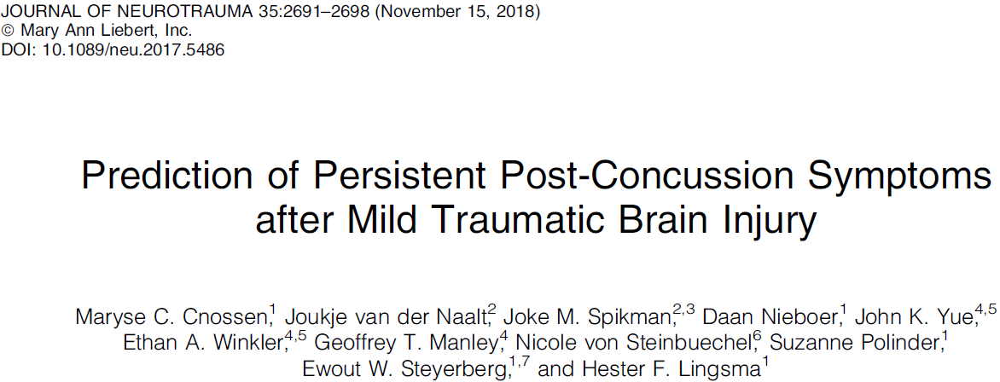 JOURNAL OF NEUROTRAUMA 35:2691–2698 (November 15, 2018)
© Mary Ann Liebert, Inc.
DOI: 10.1089/neu.2017.5486
Prediction of Persistent Post-Concussion Symptoms
after Mild Traumatic Brain Injury
Maryse C. Cnossen,1 Joukje van der Naalt,2 Joke M. Spikman,2,3 Daan Nieboer,1 John K. Yue,4,5
Ethan A. Winkler,4,5 Geoffrey T. Manley,4 Nicole von Steinbuechel,6 Suzanne Polinder,1
Ewout W. Steyerberg,1,7 and Hester F. Lingsma1